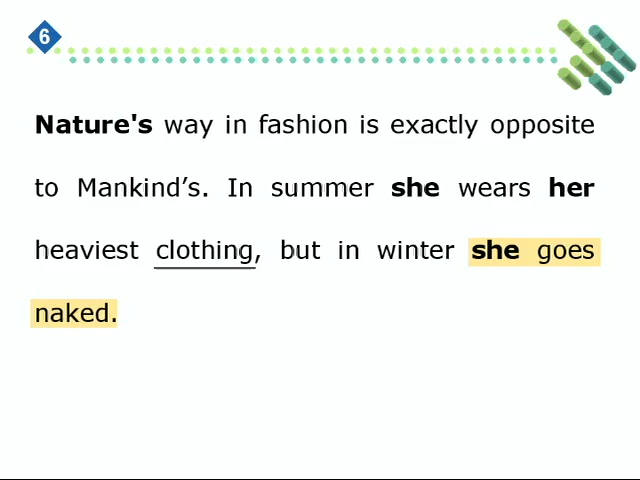 6
Nature's way in fashion is exactly opposite
to Mankind’s. In summer she wears her
heaviest clothing, but in winter she goes
naked.